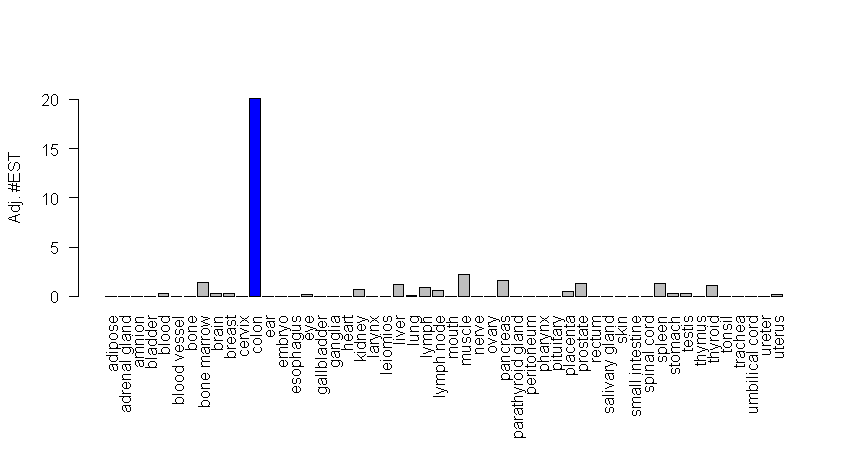 Adj. #EST
20
15
10
5
0
adipose
adrenal gland
amnion
bladder
blood
blood vessel
bone
bone marrow
brain
breast
cervix
colon
ear
embryo
esophagus
eye
gallbladder
ganglia
heart
kidney
larynx
leiomios
liver
lung
lymph
lymph node
mouth
muscle
nerve
ovary
pancreas
parathyroid gland
peritoneum
pharynx
pituitary
placenta
prostate
rectum
salivary gland
skin
small intestine
spinal cord
spleen
stomach
testis
thymus
thyroid
tonsil
trachea
umbilical cord
ureter
uterus